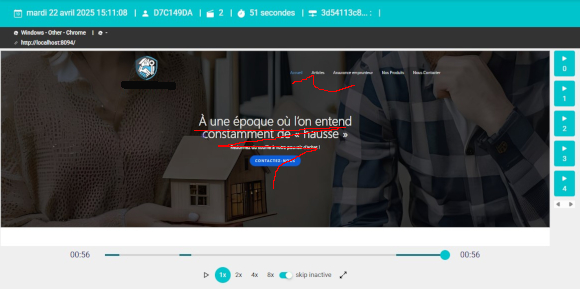 mardi 22 avril 2025 15:11:08 | D7C149DA | 2 | 51 secondes | 3d54113c8... : |
Windows - Other - Chrome | -
http://localhost:8094/
Accueil Articles Assurance emprunteur Nos Produits Nous Contacter
À une époque où l'on entend
constamment de « hausse »
CONTACTEZ-NOUS
0
1
2
3
4
00:56 00:56
1x 2x 4x 8x skip inactive